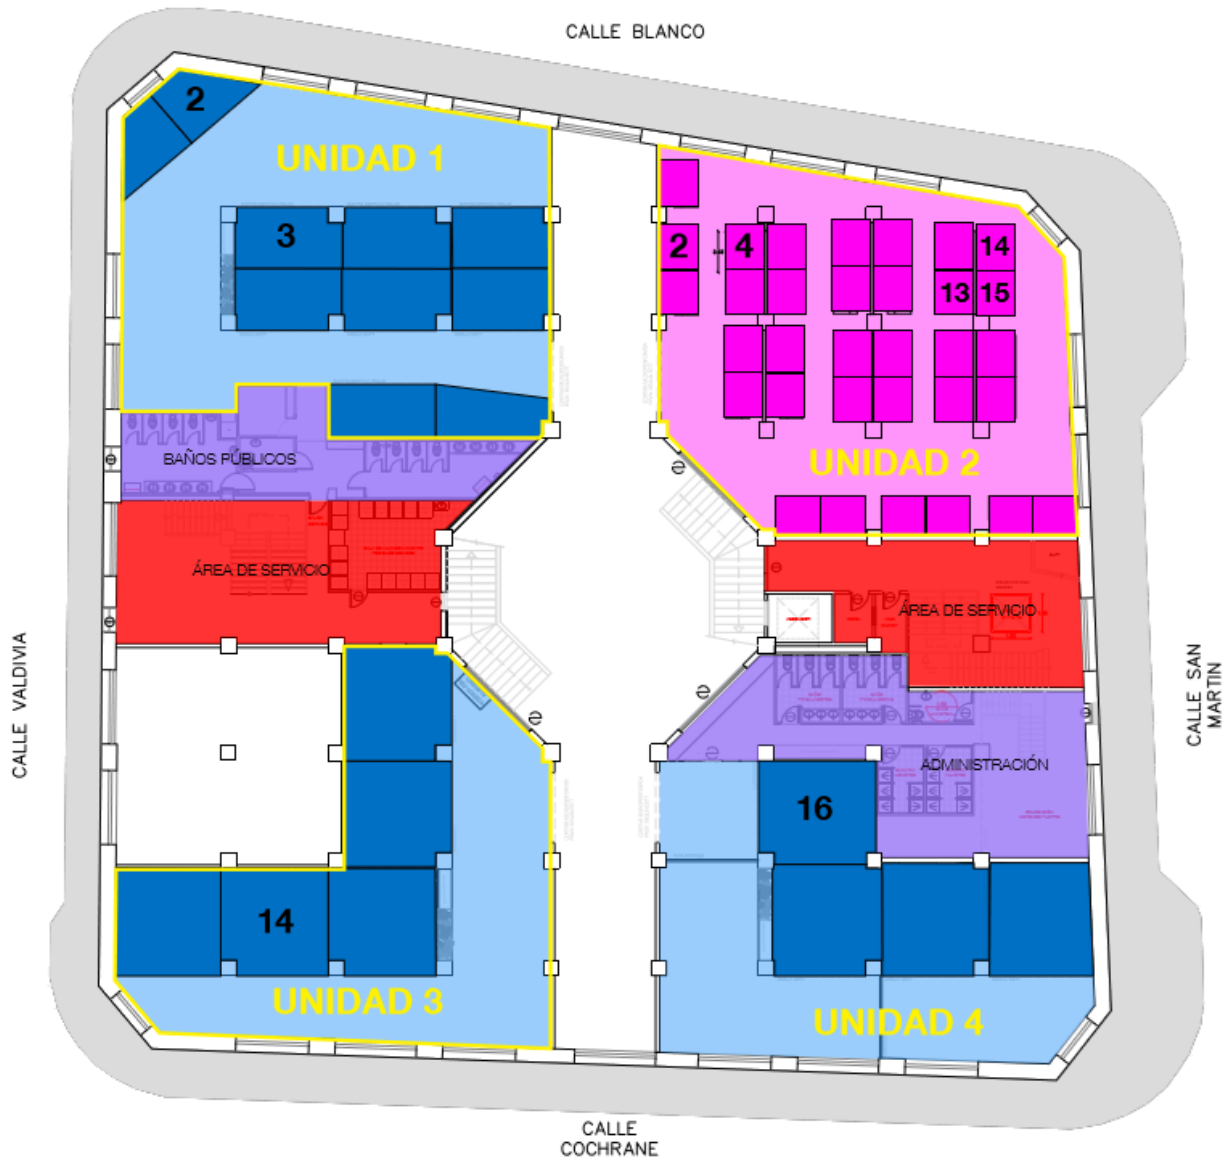 CALLE BLANCO
2
UNIDAD 1
3
2
4
14
13
15
UNIDAD 2
BAÑOS PÚBLICOS
ÁREA DE SERVICIO
ÁREA DE SERVICIO
CALLE VALDIVIA
CALLE SAN
MARTIN
ADMINISTRACIÓN
16
14
UNIDAD 3
UNIDAD 4
CALLE
COCHRANE